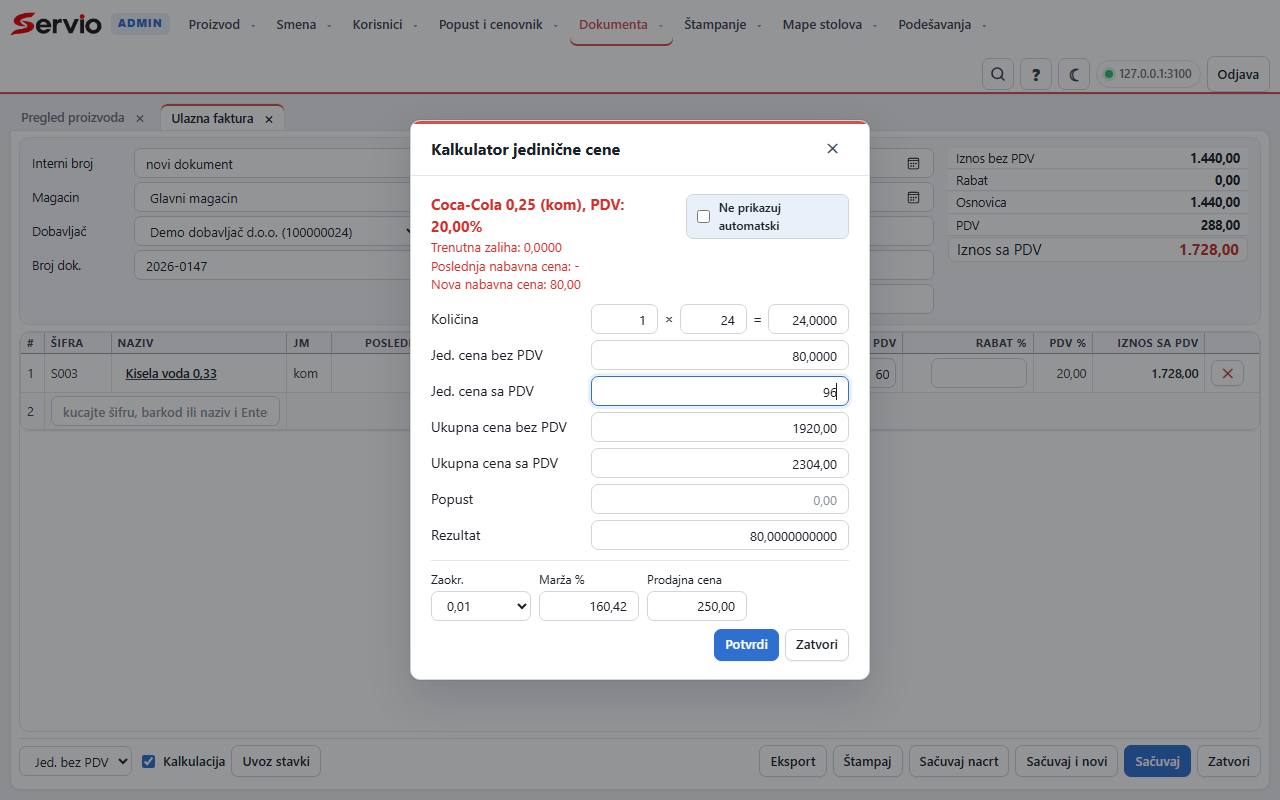 Servio ADMIN Proizvod Smena Korisnici Popust i cenovnik Dokumenta Štampanje Mape stolova Podešavanja
? 127.0.0.1:3100 Odjava
Pregled proizvoda × Ulazna faktura ×
Kalkulator jedinične cene ×
Interni broj novi dokument
Magacin Glavni magacin
Dobavljač Demo dobavljač d.o.o. (100000024)
Broj dok. 2026-0147
Iznos bez PDV 1.440,00
Rabat 0,00
Osnovica 1.440,00
PDV 288,00
Iznos sa PDV 1.728,00
Coca-Cola 0,25 (kom), PDV:
20,00%
Ne prikazuj
automatski
Trenutna zaliha: 0,0000
Poslednja nabavna cena: -
Nova nabavna cena: 80,00
Količina 1 × 24 = 24,0000
Jed. cena bez PDV 80,0000
Jed. cena sa PDV 96
Ukupna cena bez PDV 1920,00
Ukupna cena sa PDV 2304,00
Popust 0,00
Rezultat 80,0000000000
Zaokr. Marža % Prodajna cena
0,01 160,42 250,00
Potvrdi Zatvori
# ŠIFRA NAZIV JM PDV RABAT % PDV % IZNOS SA PDV
1 S003 Kisela voda 0,33 kom 60 20,00 1.728,00
2 kucajte šifru, barkod ili naziv i Ente
Jed. bez PDV Kalkulacija Uvoz stavki Eksport Štampaj Sačuvaj nacrt Sačuvaj i novi Sačuvaj Zatvori